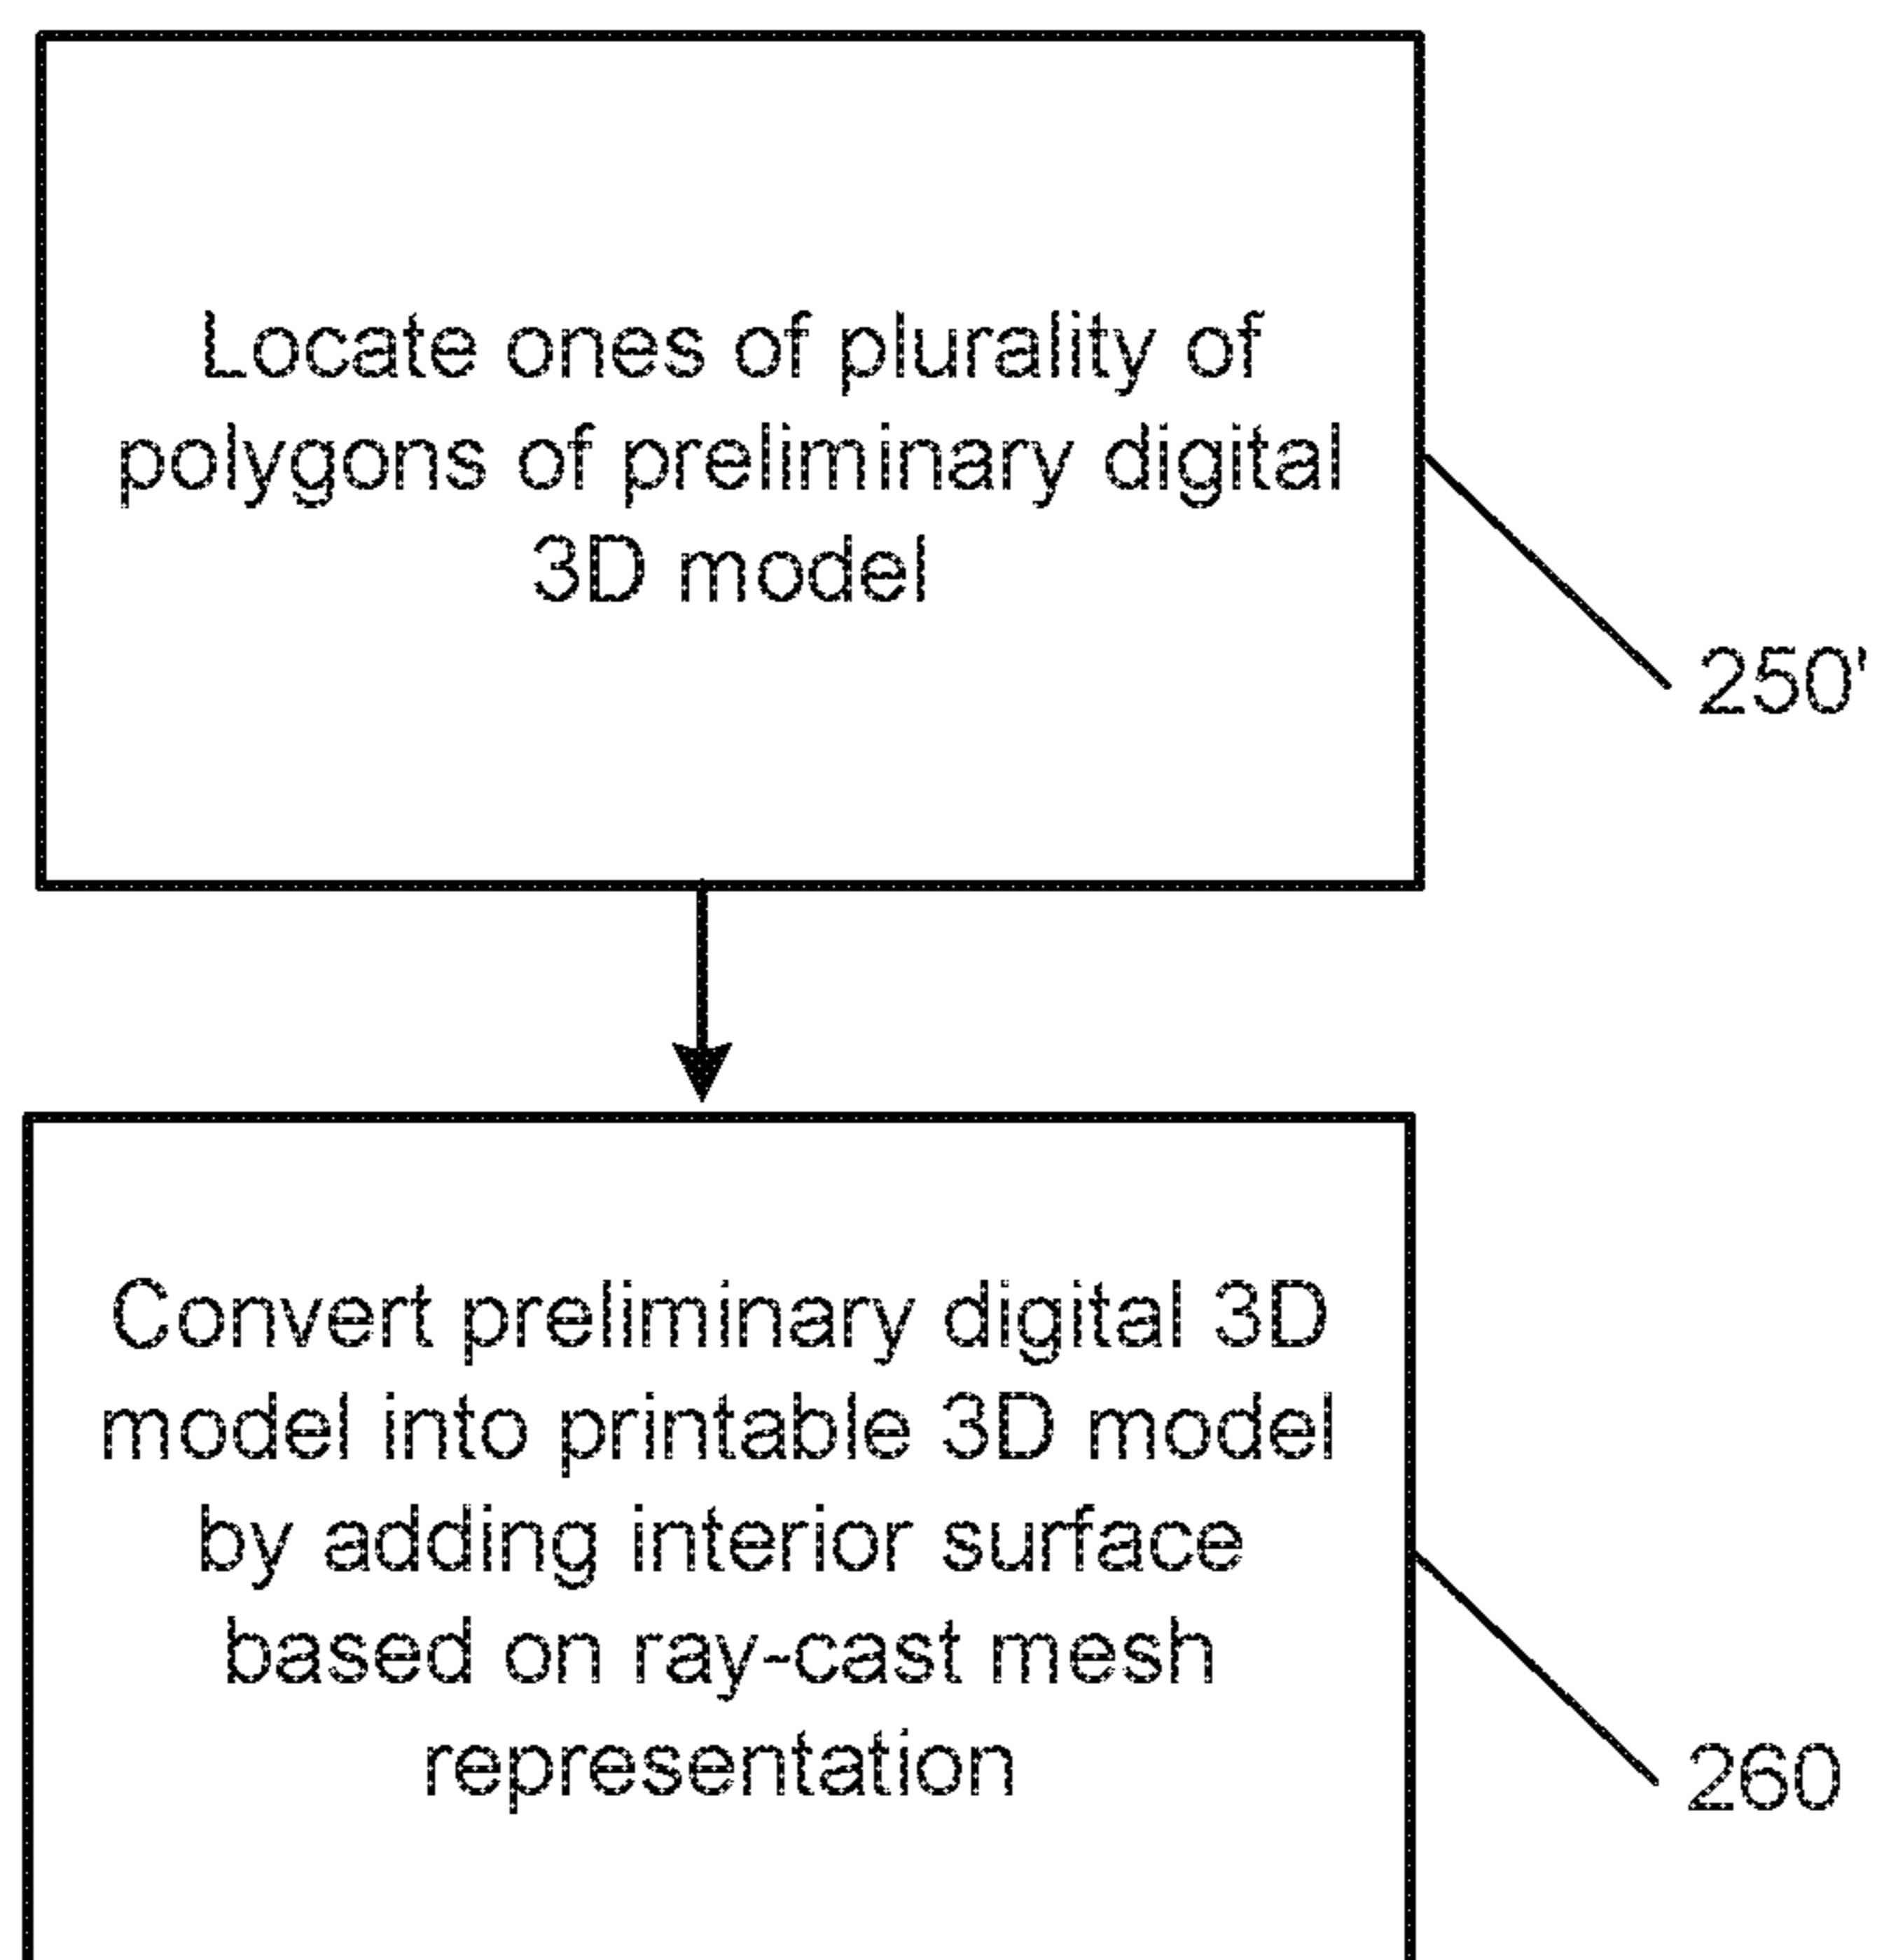 Locate ones of plurality of
polygons of preliminary digital
3D model
250'
Convert preliminary digital 3D
model into printable 3D model
by adding interior surface
based on ray-cast mesh
representation
260